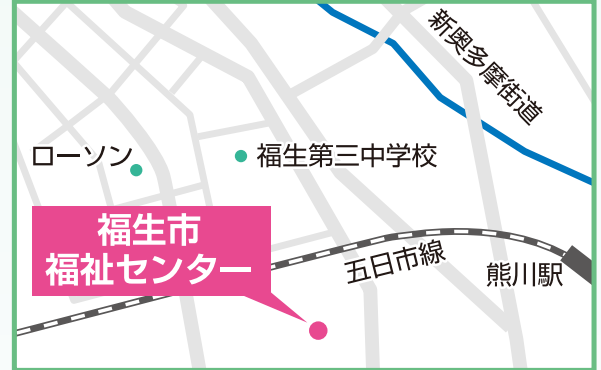 新奥多摩街道
ローソン
福生第三中学校
福生市
福祉センター
五日市線
熊川駅